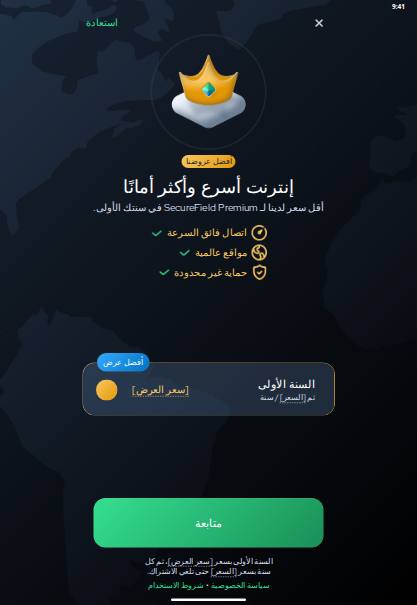 9:41
استعادة
أفضل عروضنا
إنترنت أسرع وأكثر أمانًا
أقل سعر لدينا لـ SecureField Premium في سنتك الأولى.
اتصال فائق السرعة
مواقع عالمية
حماية غير محدودة
أفضل عرض
السنة الأولى
[سعر العرض]
ثم [السعر] / سنة
متابعة
السنة الأولى بسعر [سعر العرض]، ثم كل
سنة بسعر [السعر] حتى تلغي الاشتراك.
سياسة الخصوصية • شروط الاستخدام